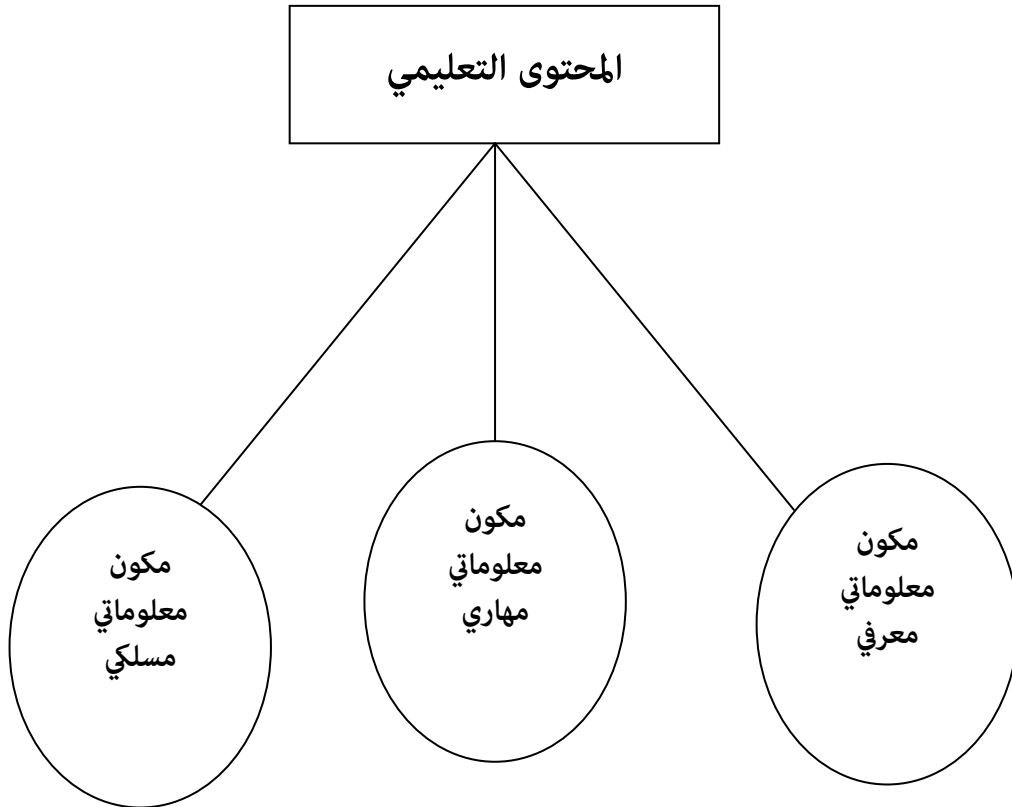 المحتوى التعليمي
مكون
معلوماتي
معرفي
مكون
معلوماتي
مهاري
مكون
معلوماتي
مسلكي